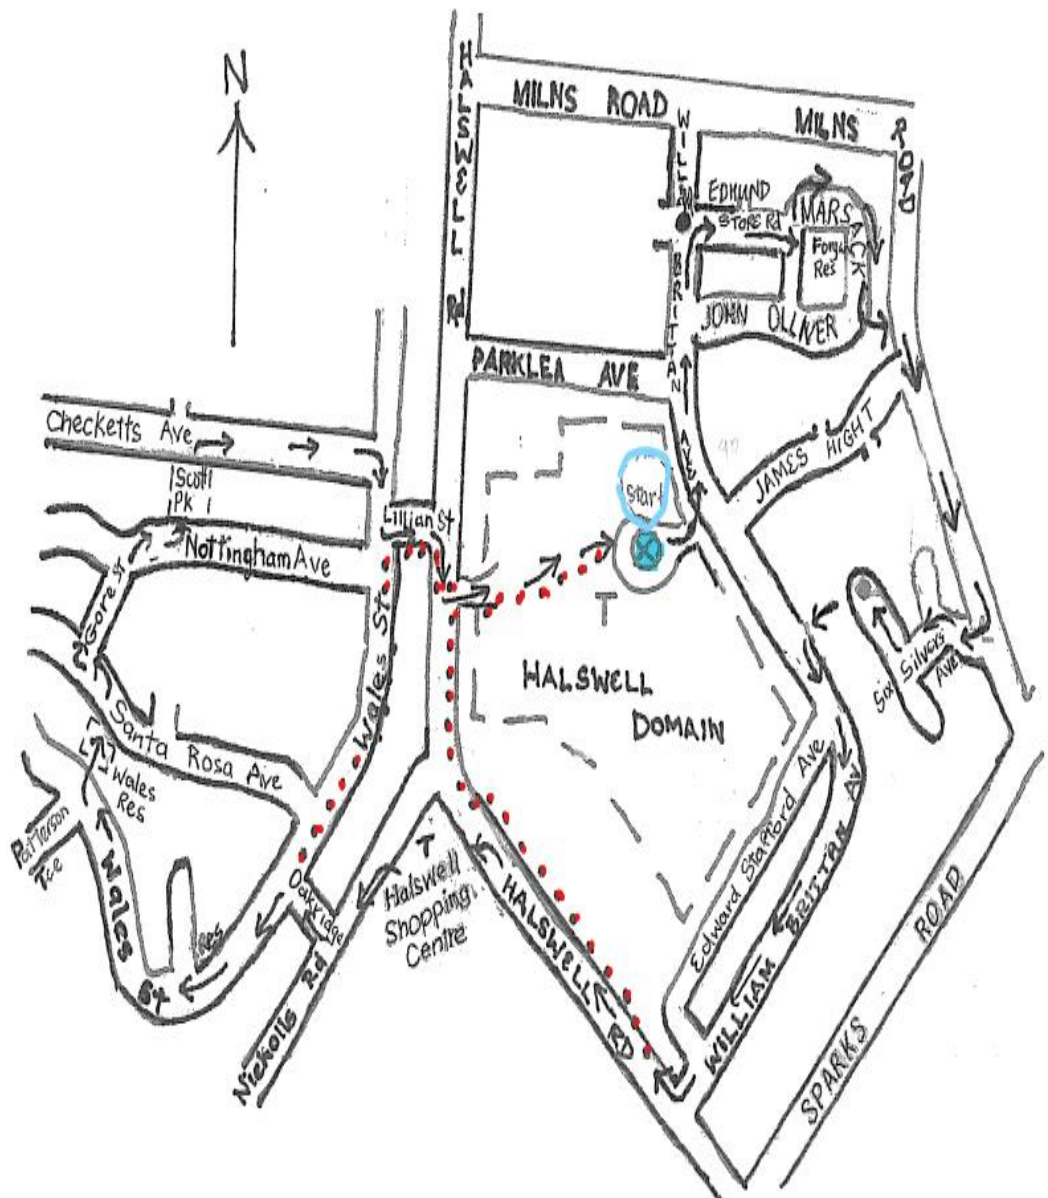 N
HALSWELL Rd
MILNS ROAD
MILNS ROAD
WILLIAM BRITTAN AVE
EDMUND
STORE Rd
MARSACK
Res
JOHN OLLIVER
PARKLEA AVE
Checketts Ave
Scott
Pk
Lillian St
Start
JAMES HIGHT
Nottingham Ave
Gore St
T
HALSWELL
DOMAIN
Six Silvers
AVE
Wales St
Santa Rosa Ave
Wales
Res
Patterson
Tce
Wales
St
Res
Oakridge
T
Halswell
Shopping
Centre
HALSWELL
RD
Edward Stafford Ave
WILLIAM BRITTAN AV
Nicholls Rd
SPARKS ROAD